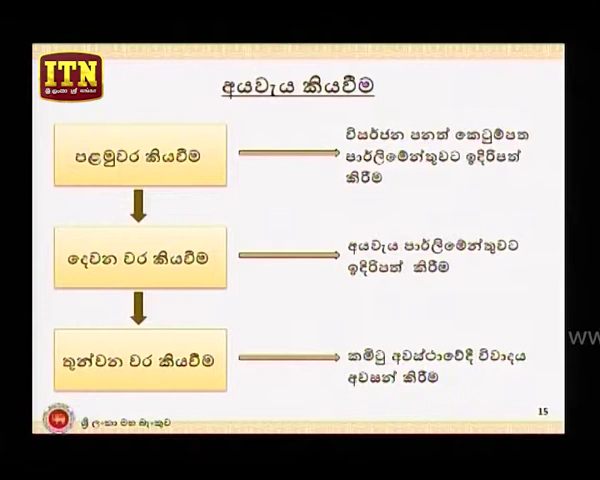 ITN
ශ්‍රී ලංකා
අයවැය කියවීම
පළමුවර කියවීම
විසර්ජන පනත් කෙටුම්පත
පාර්ලිමේන්තුවට ඉදිරිපත්
කිරීම
දෙවන වර කියවීම
අයවැය පාර්ලිමේන්තුවට
ඉදිරිපත් කිරීම
තුන්වන වර කියවීම
කමිටු අවස්ථාවේදී විවාදය
අවසන් කිරීම
15
ශ්‍රී ලංකා මහ බැංකුව